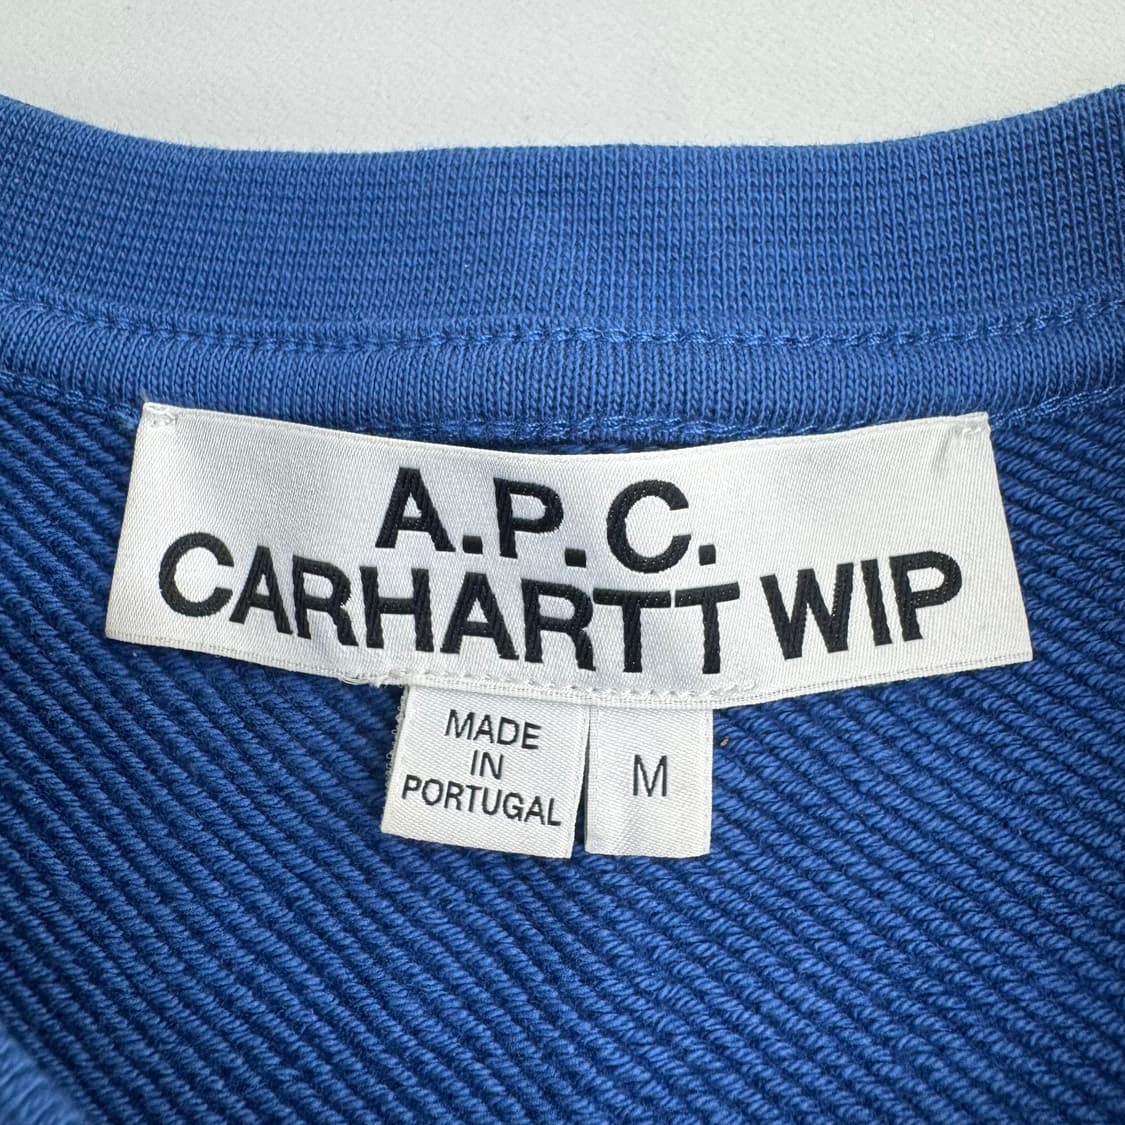 A.P.C.
CARHARTT WIP
MADE
IN
PORTUGAL
M